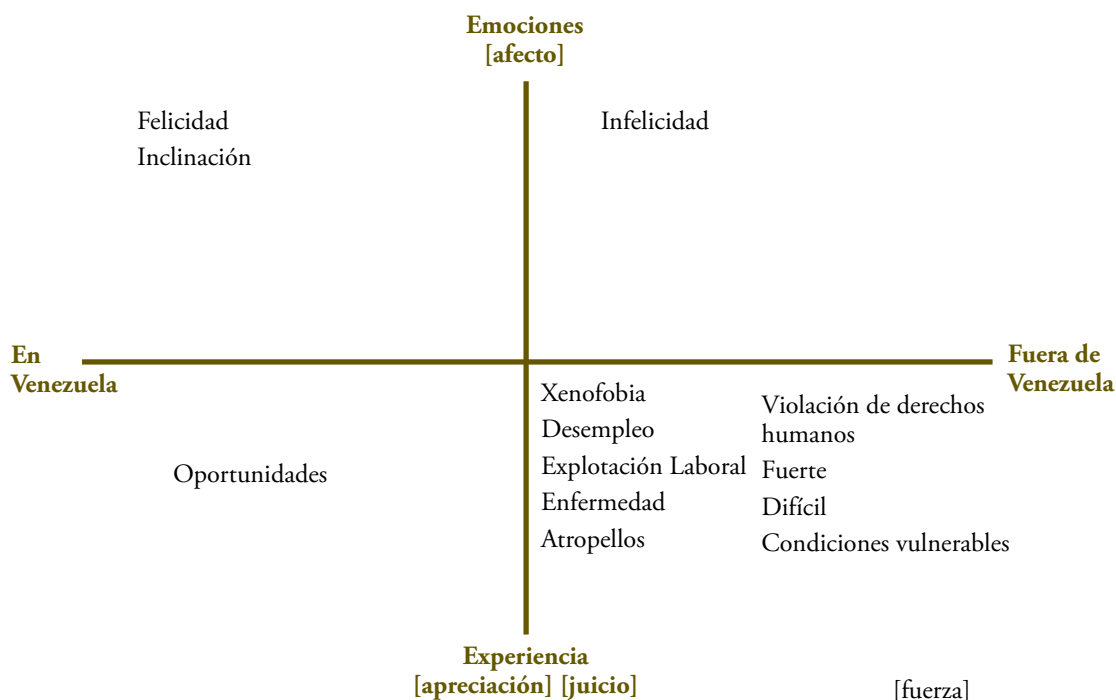 Emociones
[afecto]
Felicidad
Inclinación
Infelicidad
En
Venezuela
Fuera de
Venezuela
Oportunidades
Xenofobia
Desempleo
Explotación Laboral
Enfermedad
Atropellos
Violación de derechos
humanos
Fuerte
Difícil
Condiciones vulnerables
Experiencia
[apreciación] [juicio]
[fuerza]